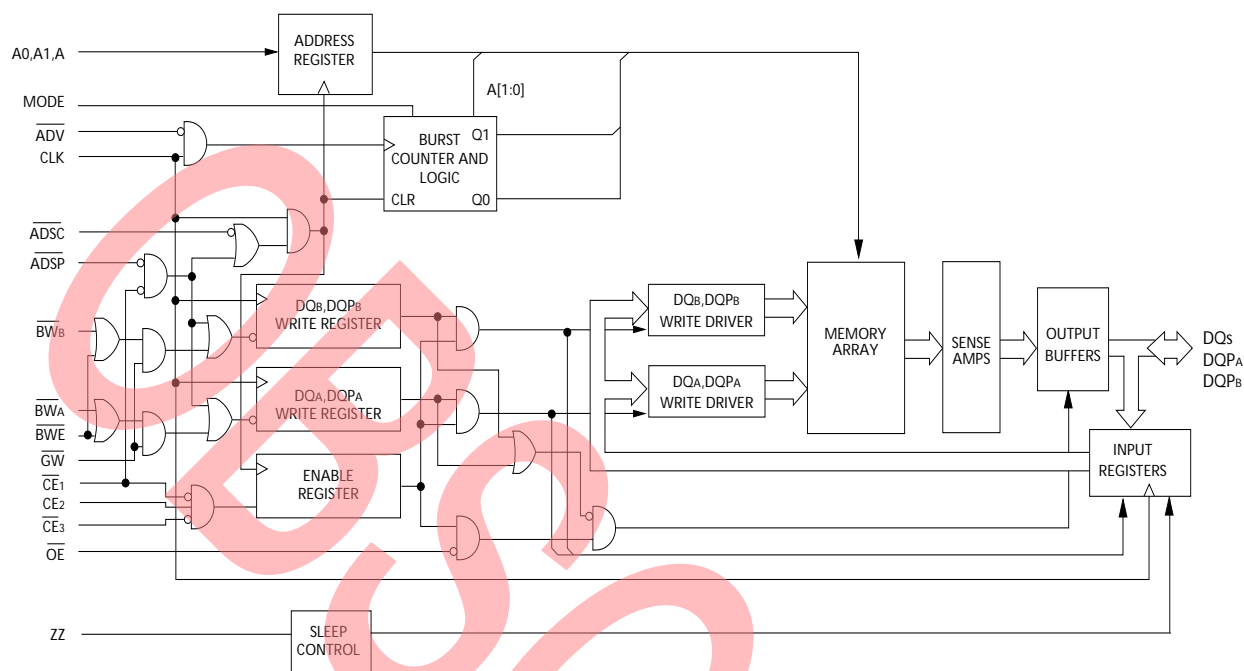 A0,A1,A
ADDRESS
REGISTER
MODE
A[1:0]
ADV
CLK
BURST
COUNTER AND
LOGIC
Q1
CLR
Q0
ADSC
ADSP
DQB,DQPB
WRITE REGISTER
DQB,DQPB
WRITE DRIVER
MEMORY
ARRAY
SENSE
AMPS
OUTPUT
BUFFERS
DQs
DQPA
DQPB
BWB
DQA,DQPA
WRITE REGISTER
DQA,DQPA
WRITE DRIVER
BWA
BWE
GW
INPUT
REGISTERS
CE1
CE2
CE3
ENABLE
REGISTER
OE
ZZ
SLEEP
CONTROL